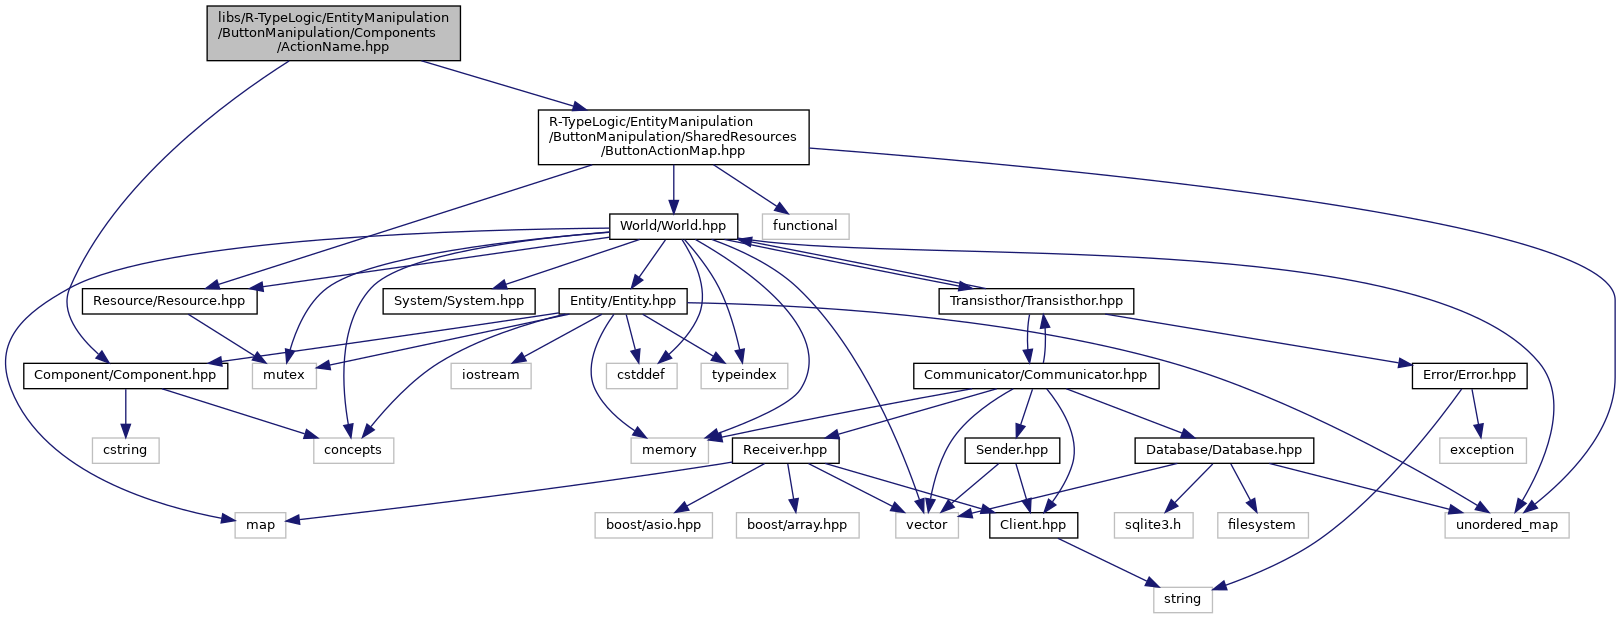 libs/R-TypeLogic/EntityManipulation
/ButtonManipulation/Components
/ActionName.hpp
R-TypeLogic/EntityManipulation
/ButtonManipulation/SharedResources
/ButtonActionMap.hpp
World/World.hpp
functional
Resource/Resource.hpp
System/System.hpp
Entity/Entity.hpp
Transisthor/Transisthor.hpp
Component/Component.hpp
mutex
iostream
cstddef
typeindex
Communicator/Communicator.hpp
Error/Error.hpp
cstring
concepts
memory
Receiver.hpp
Sender.hpp
Database/Database.hpp
exception
map
boost/asio.hpp
boost/array.hpp
vector
Client.hpp
sqlite3.h
filesystem
unordered_map
string